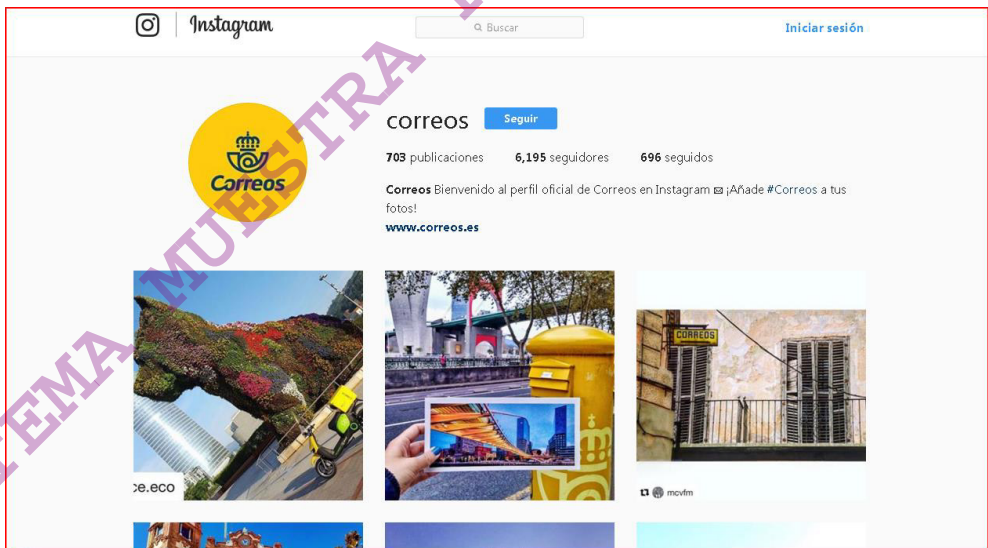 Instagram
Buscar
Iniciar sesión
correos
Seguir
703 publicaciones 6,195 seguidores 696 seguidos
Correos
Correos Bienvenido al perfil oficial de Correos en Instagram ✉ ¡Añade #Correos a tus
fotos!
www.correos.es
TEMA MUESTRA
CORREOS
ce.eco
mcvfm